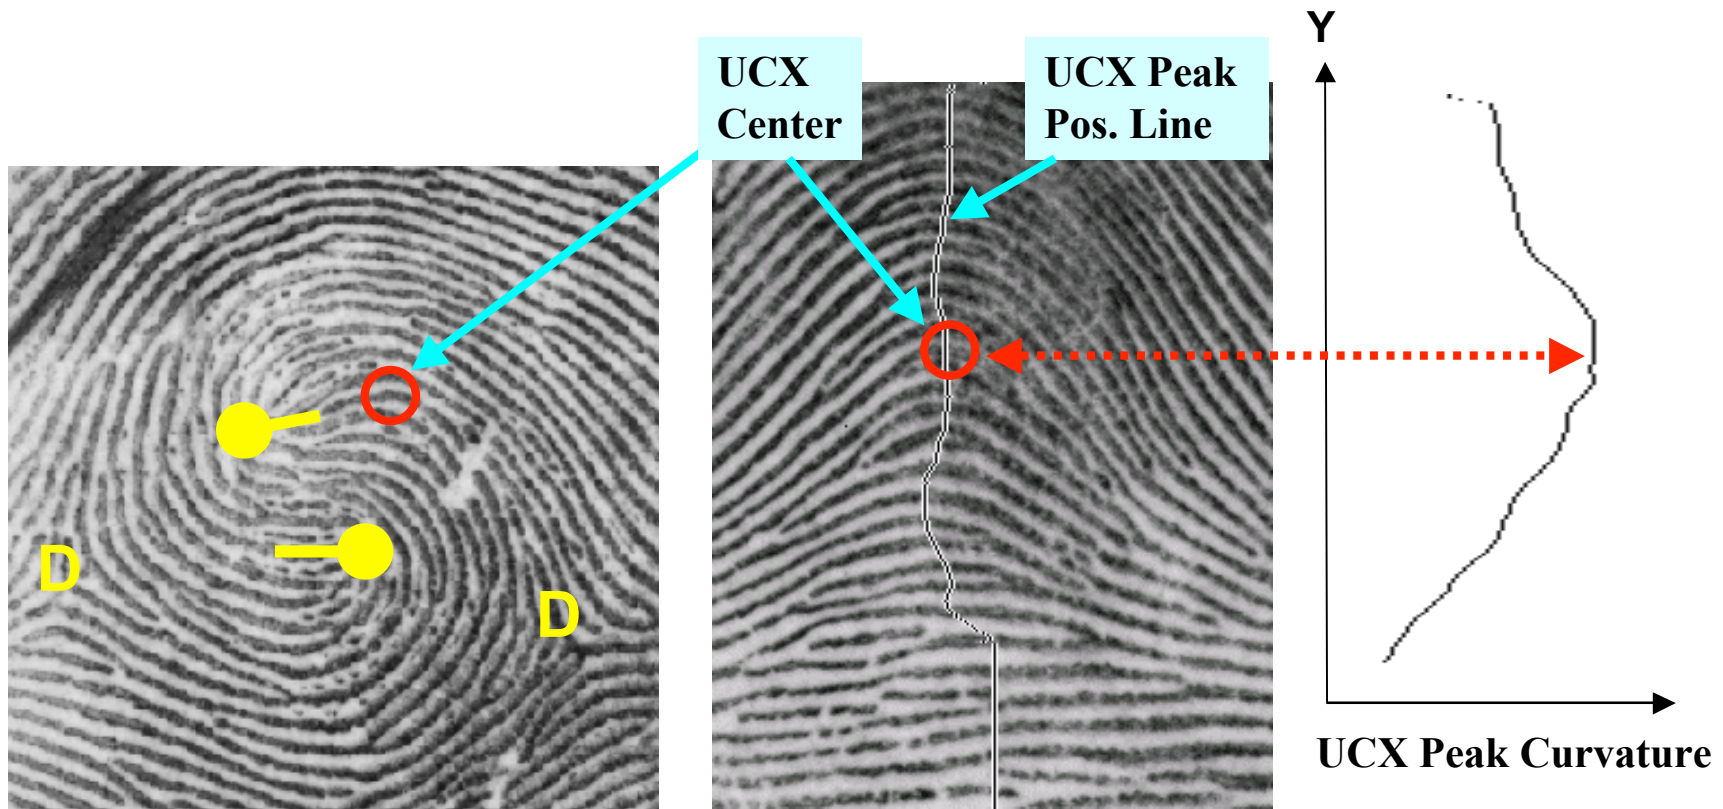 UCX
Center
UCX Peak
Pos. Line
Y
D
D
UCX Peak Curvature